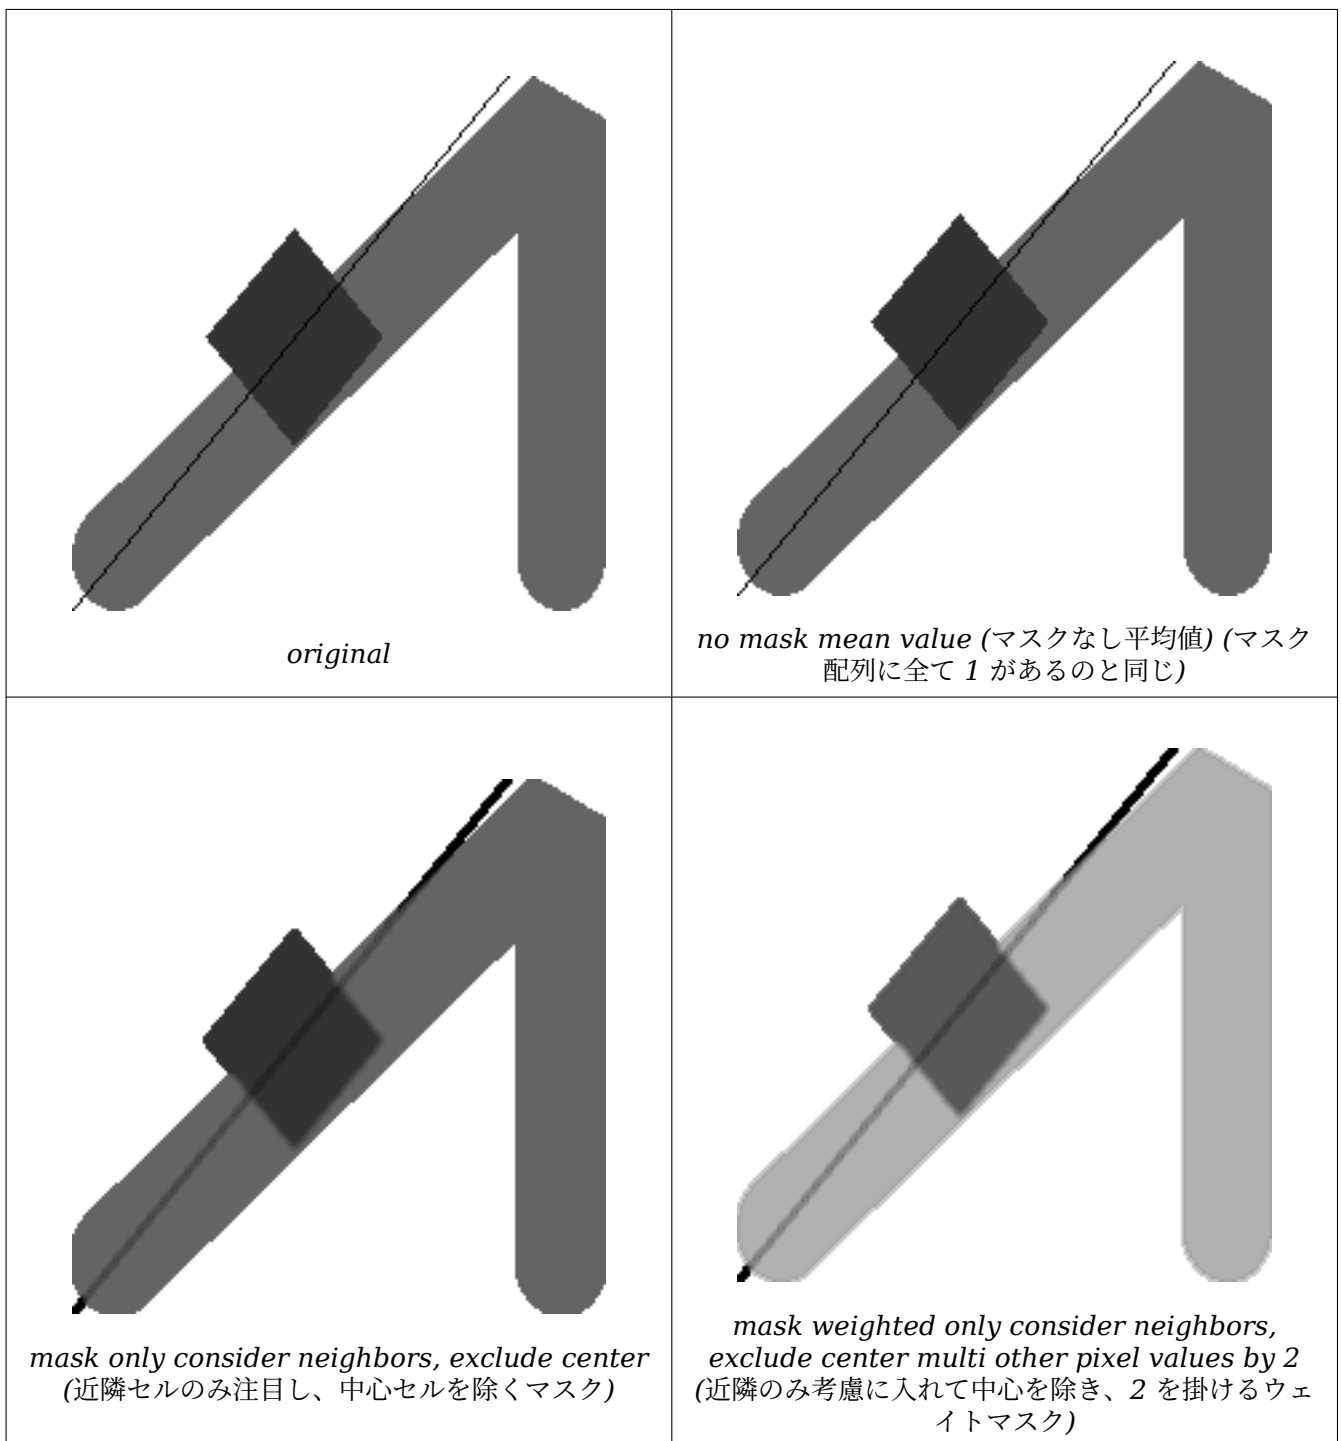 original
no mask mean value (マスクなし平均値) (マスク
配列に全て 1 があるのと同じ)
mask only consider neighbors, exclude center
(近隣セルのみ注目し、中心セルを除くマスク)
mask weighted only consider neighbors,
exclude center multi other pixel values by 2
(近隣のみ考慮に入れて中心を除き、2 を掛けるウェ
イトマスク)